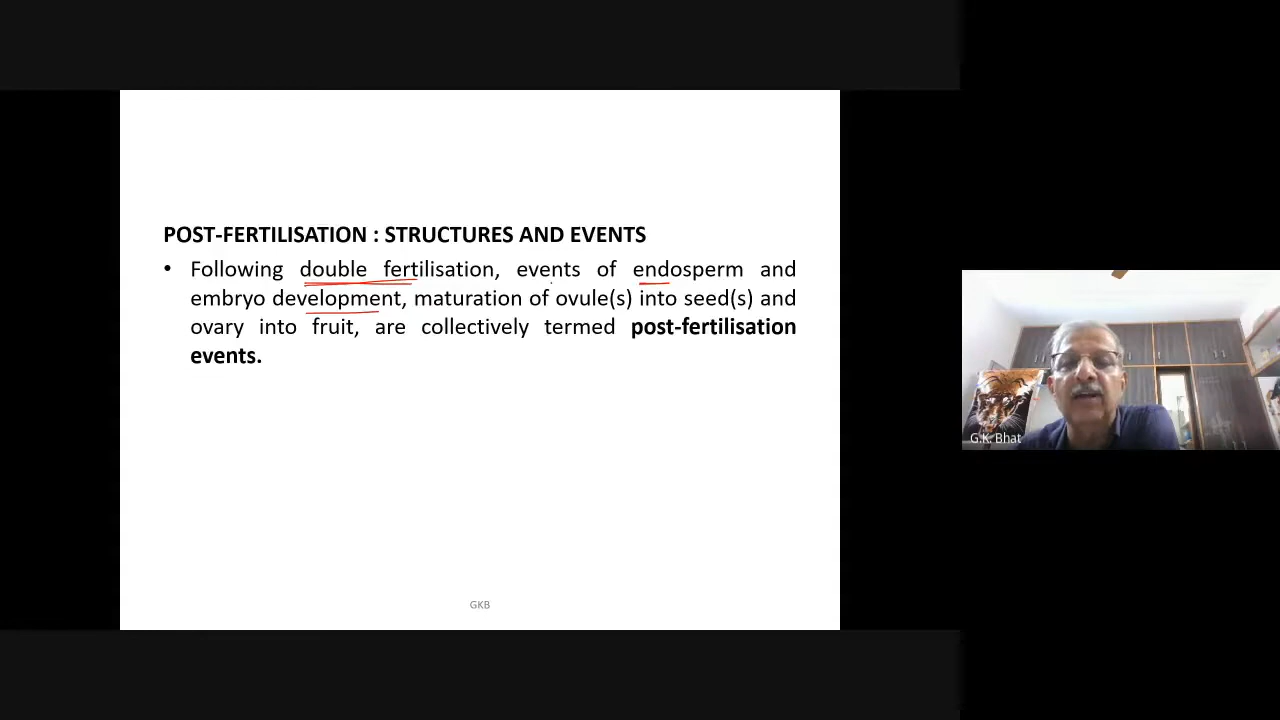 POST-FERTILISATION : STRUCTURES AND EVENTS
• Following double fertilisation, events of endosperm and
embryo development, maturation of ovule(s) into seed(s) and
ovary into fruit, are collectively termed post-fertilisation
events.
G.K. Bhat
GKB